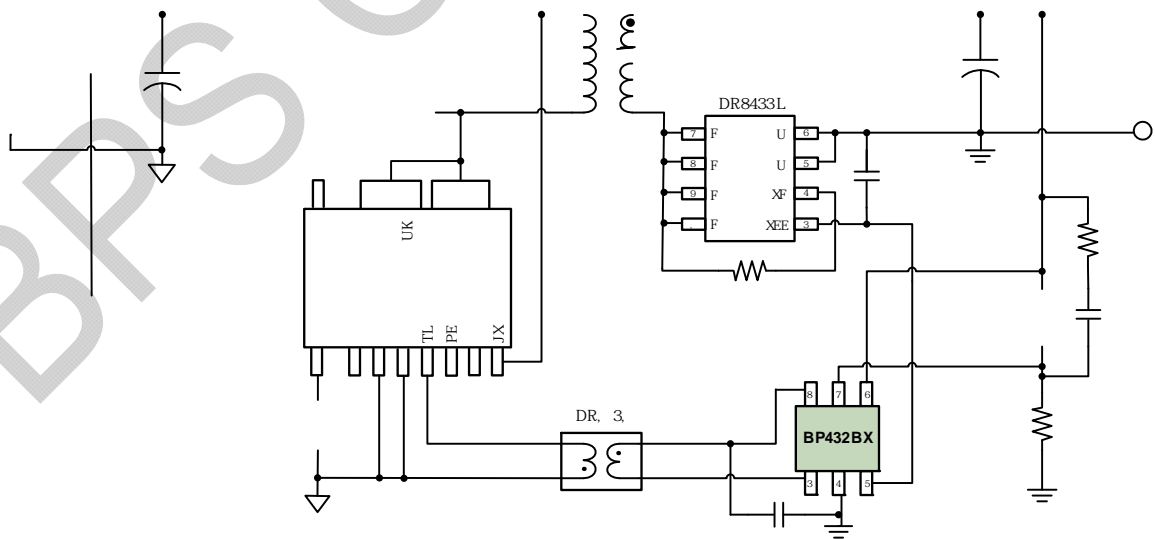 BPS
DR8433L
7 F U 6
8 F U 5
9 F XF 4
. F XEE 3
UK
TL PE JX
DR, 3,
8 7 6
BP432BX
3 4 5